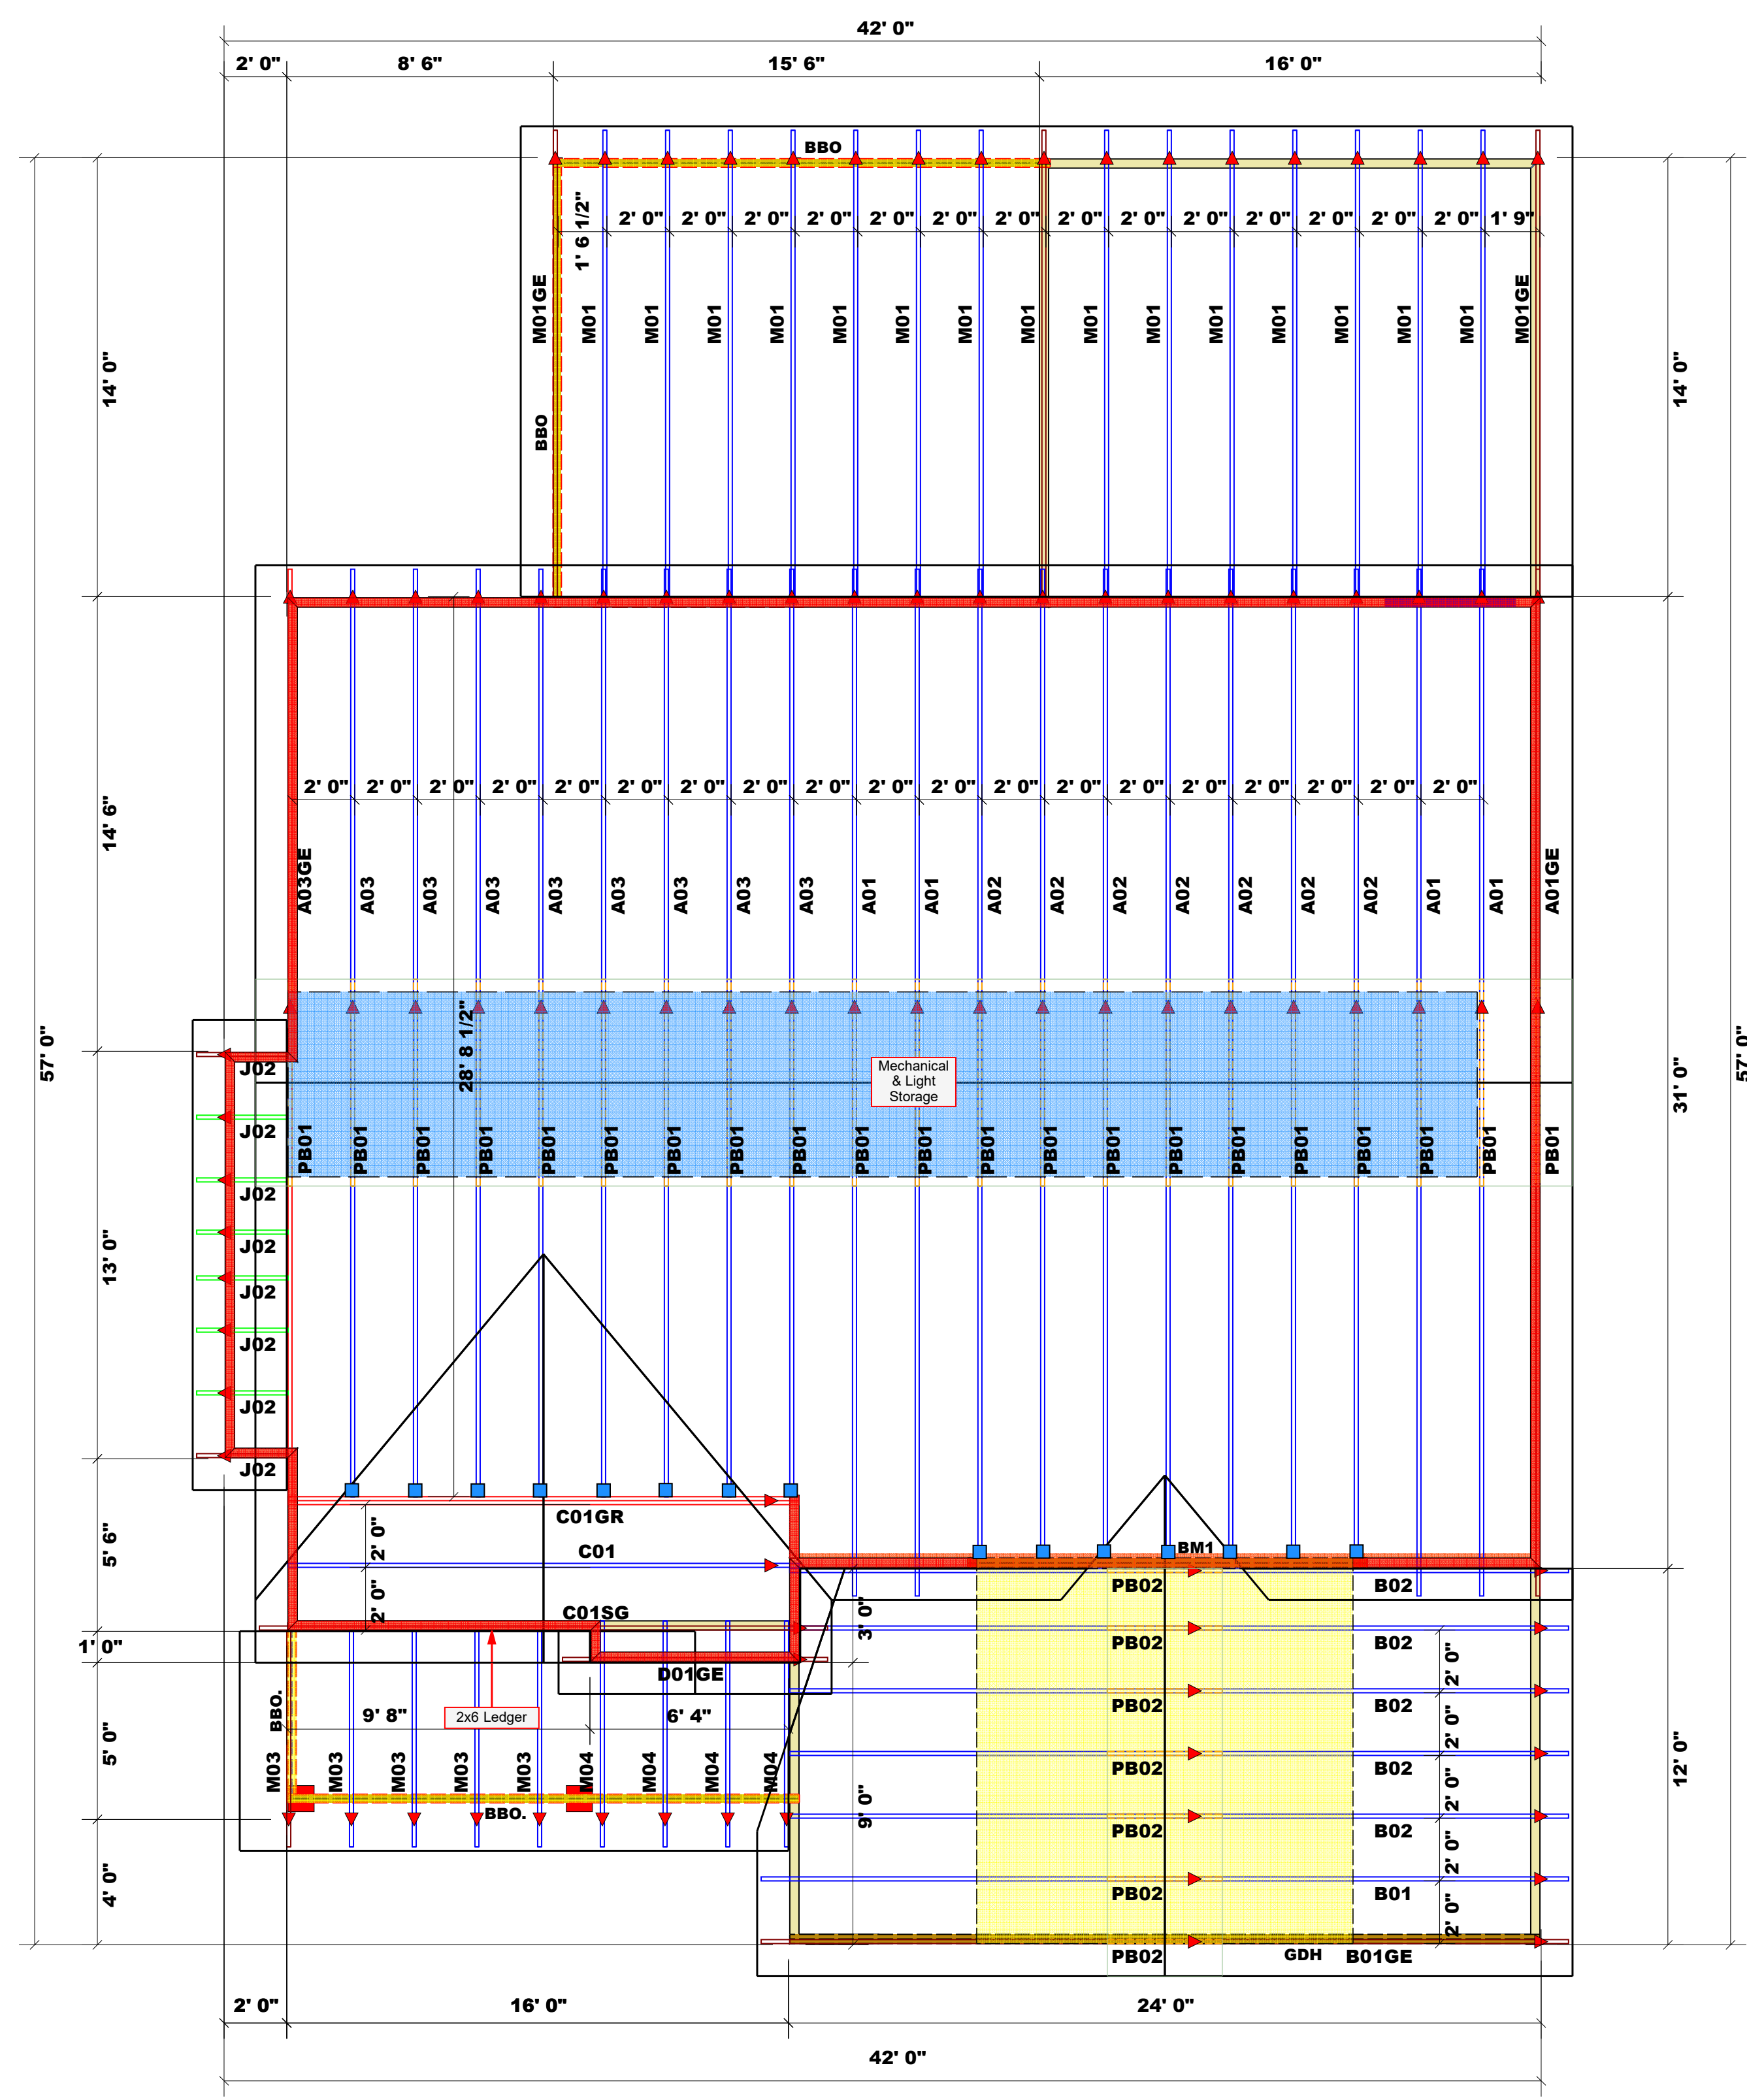 42' 0"
2' 0" 8' 6" 15' 6" 16' 0"
BBO
1' 6 1/2" 2' 0" 2' 0" 2' 0" 2' 0" 2' 0" 2' 0" 2' 0" 2' 0" 2' 0" 2' 0" 2' 0" 2' 0" 2' 0" 2' 0" 1' 9"
M01GE M01 M01 M01 M01 M01 M01 M01 M01 M01 M01 M01 M01 M01 M01 M01 M01GE
14' 0"
14' 0"
BBO
2' 0" 2' 0" 2' 0" 2' 0" 2' 0" 2' 0" 2' 0" 2' 0" 2' 0" 2' 0" 2' 0" 2' 0" 2' 0" 2' 0" 2' 0" 2' 0" 2' 0" 2' 0" 2' 0"
14' 6"
A03GE A03 A03 A03 A03 A03 A03 A03 A03 A01 A01 A02 A02 A02 A02 A02 A02 A02 A01 A01 A01GE
57' 0"
28' 8 1/2"
Mechanical
& Light
Storage
31' 0"
57' 0"
J02
J02
PB01 PB01 PB01 PB01 PB01 PB01 PB01 PB01 PB01 PB01 PB01 PB01 PB01 PB01 PB01 PB01 PB01 PB01 PB01 PB01 PB01
J02
J02
13' 0"
J02
J02
J02
J02
C01GR
5' 6"
2' 0"
C01
BM1
PB02 B02
2' 0"
C01SG
3' 0"
1' 0"
PB02 B02
2' 0"
D01GE
BBO.
9' 8"
2x6 Ledger
6' 4"
PB02 B02
2' 0"
5' 0"
M03 M03 M03 M03 M03 M04 M04 M04 M04
PB02 B02
2' 0"
12' 0"
BBO.
9' 0"
PB02 B02
2' 0"
4' 0"
PB02 B01
2' 0"
PB02 GDH B01GE
2' 0" 16' 0" 24' 0"
42' 0"